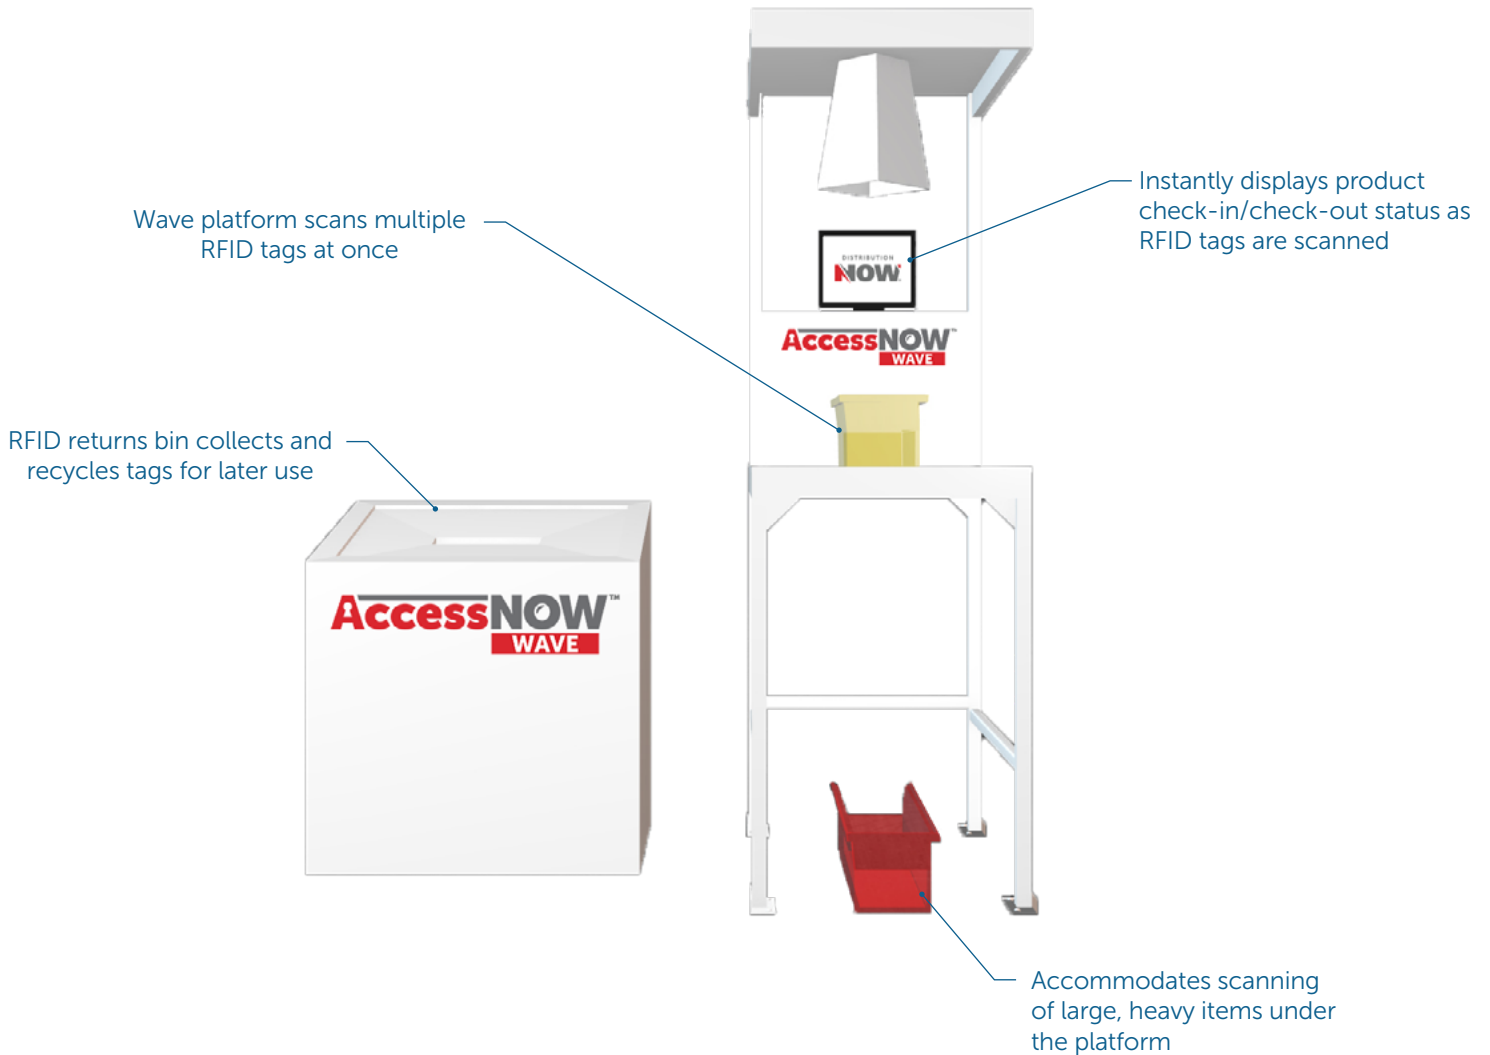 Instantly displays product
check-in/check-out status as
RFID tags are scanned
Wave platform scans multiple
RFID tags at once
DISTRIBUTION
NOW
AccessNOW™
WAVE
RFID returns bin collects and
recycles tags for later use
AccessNOW™
WAVE
Accommodates scanning
of large, heavy items under
the platform